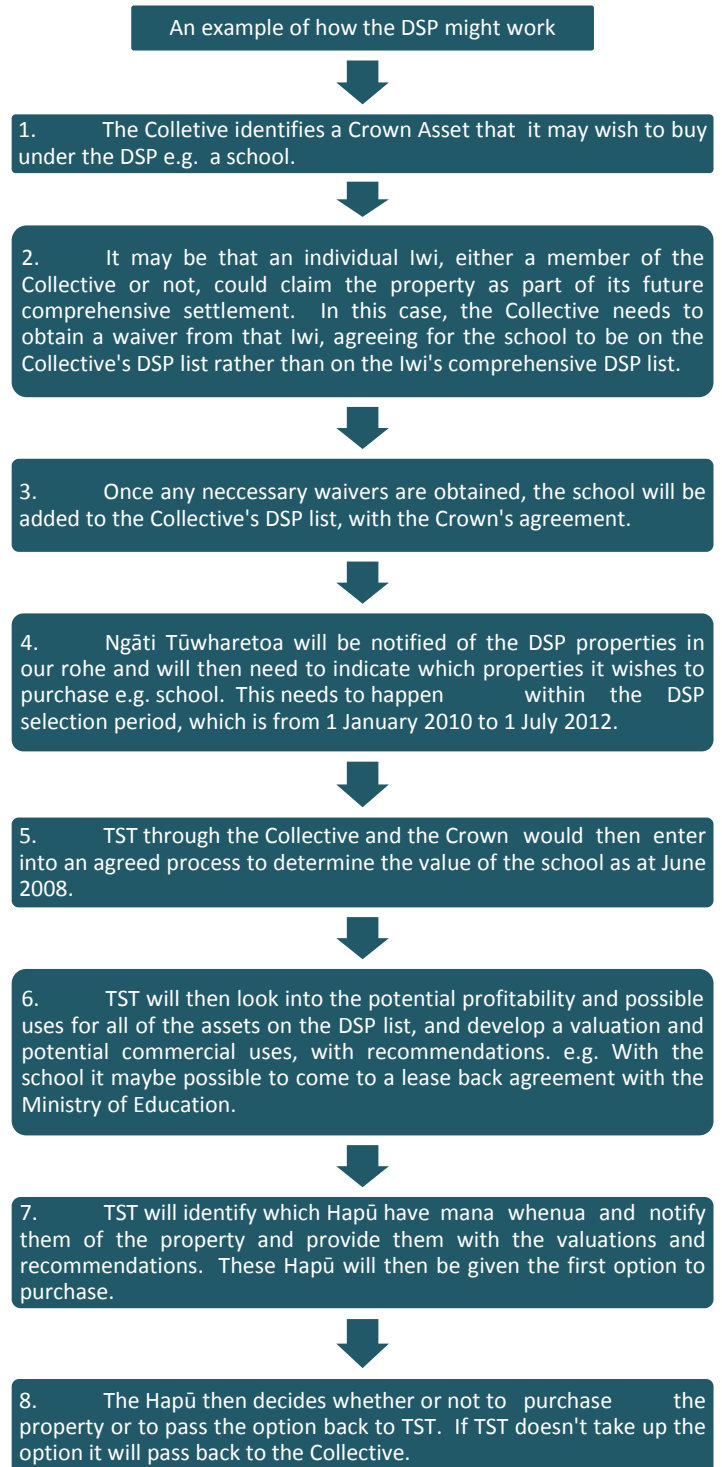 An example of how the DSP might work
1. The Colletive identifies a Crown Asset that it may wish to buy
under the DSP e.g. a school.
2. It may be that an individual Iwi, either a member of the
Collective or not, could claim the property as part of its future
comprehensive settlement. In this case, the Collective needs to
obtain a waiver from that Iwi, agreeing for the school to be on the
Collective's DSP list rather than on the Iwi's comprehensive DSP list.
3. Once any neccessary waivers are obtained, the school will be
added to the Collective's DSP list, with the Crown's agreement.
4. Ngāti Tūwharetoa will be notified of the DSP properties in
our rohe and will then need to indicate which properties it wishes to
purchase e.g. school. This needs to happen within the DSP
selection period, which is from 1 January 2010 to 1 July 2012.
5. TST through the Collective and the Crown would then enter
into an agreed process to determine the value of the school as at June
2008.
6. TST will then look into the potential profitability and possible
uses for all of the assets on the DSP list, and develop a valuation and
potential commercial uses, with recommendations. e.g. With the
school it maybe possible to come to a lease back agreement with the
Ministry of Education.
7. TST will identify which Hapū have mana whenua and notify
them of the property and provide them with the valuations and
recommendations. These Hapū will then be given the first option to
purchase.
8. The Hapū then decides whether or not to purchase the
property or to pass the option back to TST. If TST doesn't take up the
option it will pass back to the Collective.